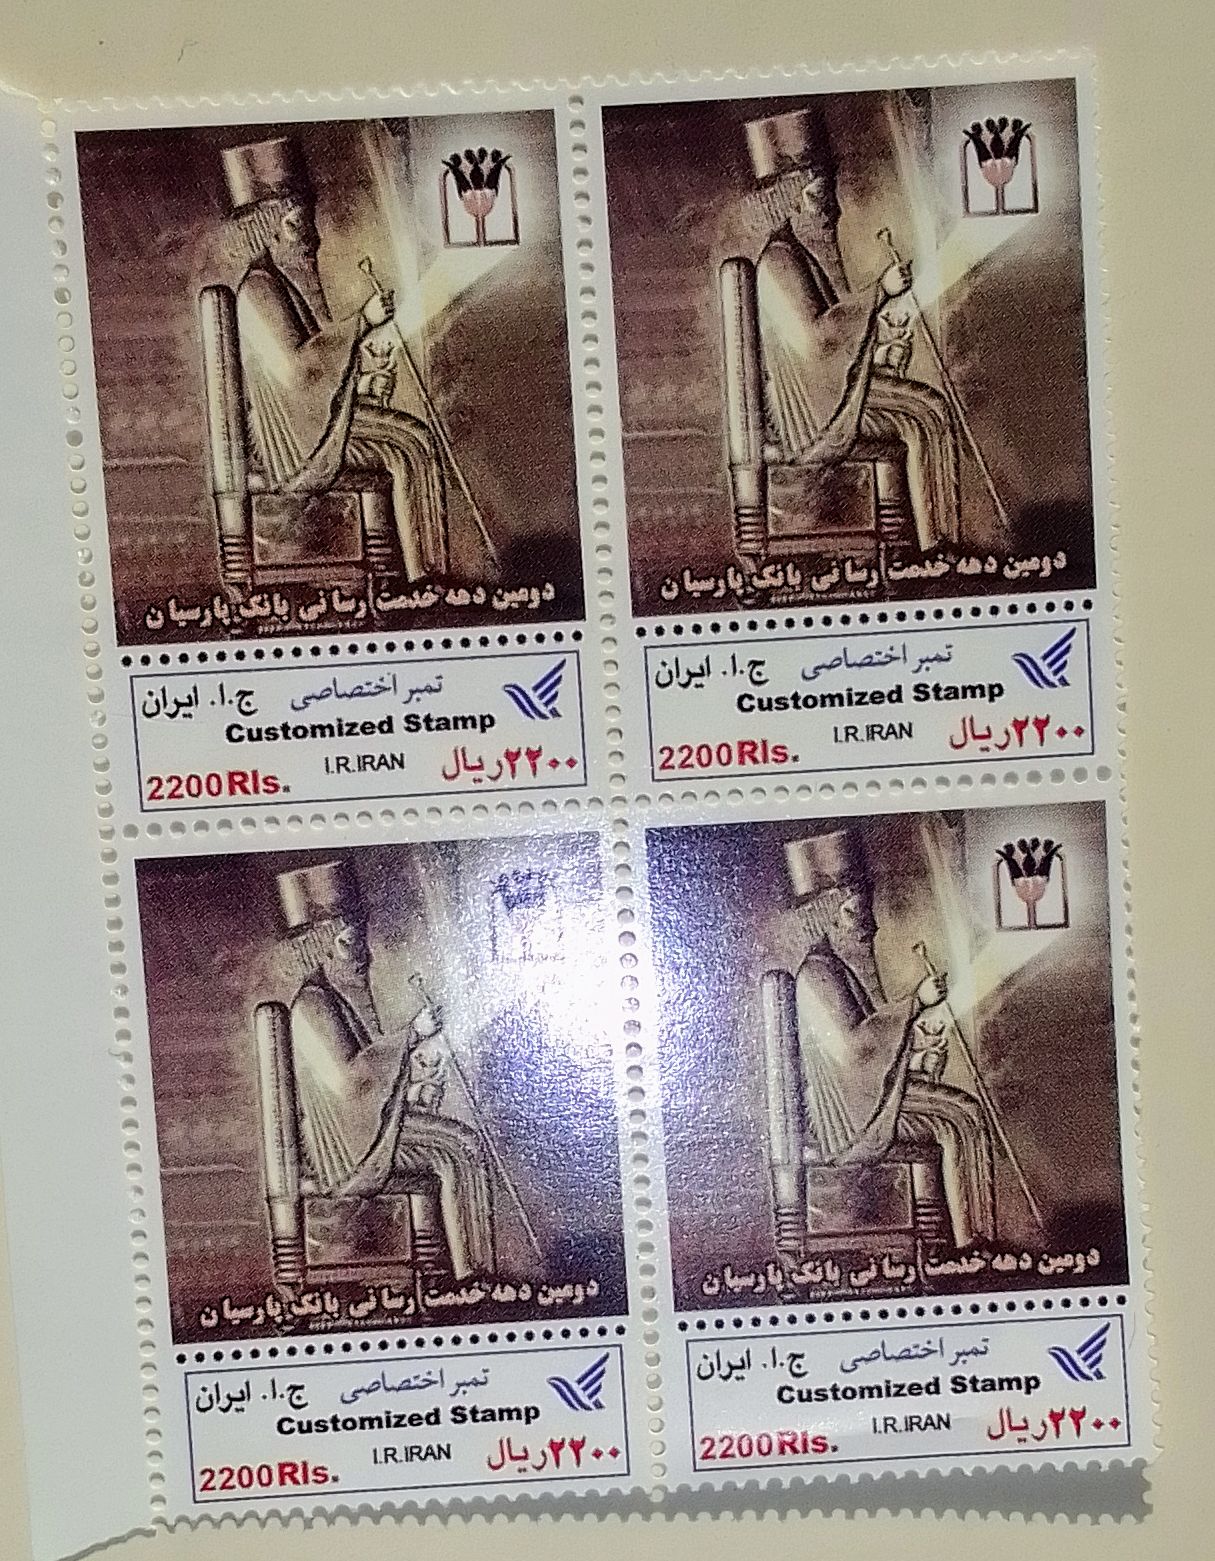 دومین دهه خدمت رسانی بانک پارسیان
ج.ا. ایران تمبر اختصاصی
Customized Stamp
2200Rls. I.R.IRAN ۲۲۰۰ریال
دومین دهه خدمت رسانی بانک پارسیان
ج.ا. ایران تمبر اختصاصی
Customized Stamp
2200Rls. I.R.IRAN ۲۲۰۰ریال
دومین دهه خدمت رسانی بانک پارسیان
ج.ا. ایران تمبر اختصاصی
Customized Stamp
2200Rls. I.R.IRAN ۲۲۰۰ریال
دومین دهه خدمت رسانی بانک پارسیان
ج.ا. ایران تمبر اختصاصی
Customized Stamp
2200Rls. I.R.IRAN ۲۲۰۰ریال